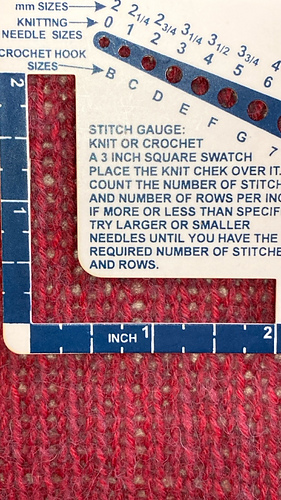 mm SIZES 2 2 1/4 2 3/4 3 1/4 3 1/2 3 3/4 4
KNITTING NEEDLE SIZES 0 1 2 3 4 5 6
CROCHET HOOK SIZES B C D E F G 7
STITCH GAUGE:
KNIT OR CROCHET
A 3 INCH SQUARE SWATCH
PLACE THE KNIT CHEK OVER IT.
COUNT THE NUMBER OF STITCH
AND NUMBER OF ROWS PER INC
IF MORE OR LESS THAN SPECIF
TRY LARGER OR SMALLER
NEEDLES UNTIL YOU HAVE THE
REQUIRED NUMBER OF STITCHE
AND ROWS.
2
1
INCH 1 2